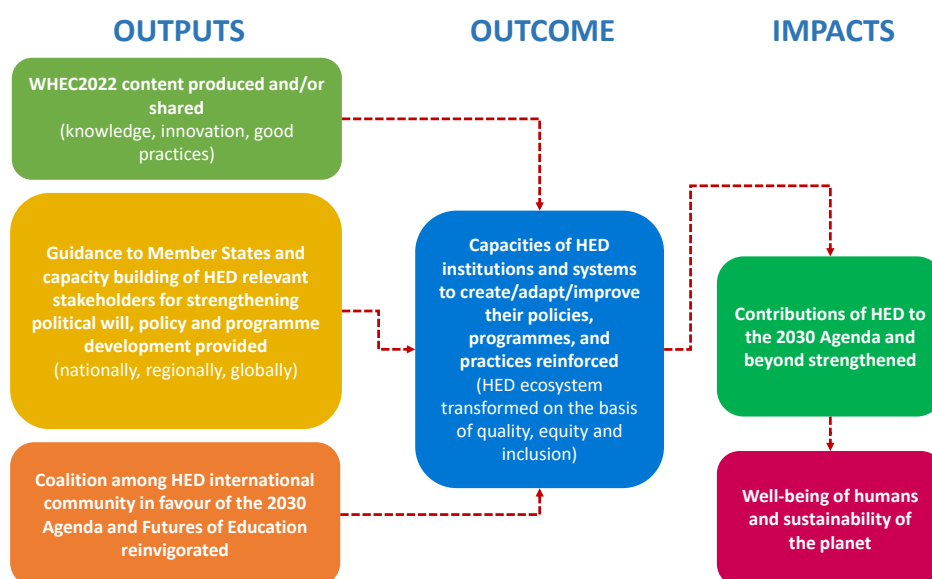 OUTPUTS
OUTCOME
IMPACTS
WHEC2022 content produced and/or
shared
(knowledge, innovation, good
practices)
Guidance to Member States and
capacity building of HED relevant
stakeholders for strengthening
political will, policy and programme
development provided
(nationally, regionally, globally)
Coalition among HED international
community in favour of the 2030
Agenda and Futures of Education
reinvigorated
Capacities of HED
institutions and systems
to create/adapt/improve
their policies,
programmes, and
practices reinforced
(HED ecosystem
transformed on the basis
of quality, equity and
inclusion)
Contributions of HED to
the 2030 Agenda and
beyond strengthened
Well-being of humans
and sustainability of
the planet